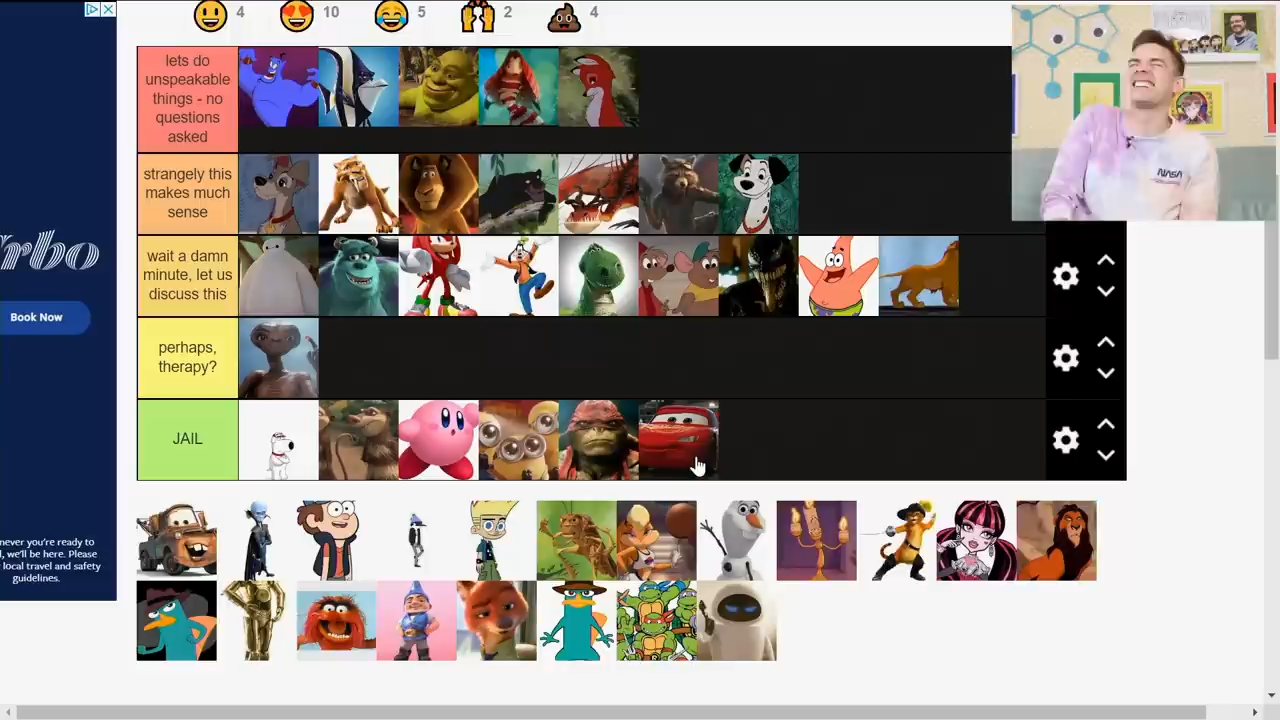 4
10
5
2
4
lets do
unspeakable
things - no
questions
asked
strangely this
makes much
sense
wait a damn
minute, let us
discuss this
perhaps,
therapy?
JAIL
NASA
rbo
Book Now
never you're ready to
l, we'll be here. Please
local travel and safety
guidelines.